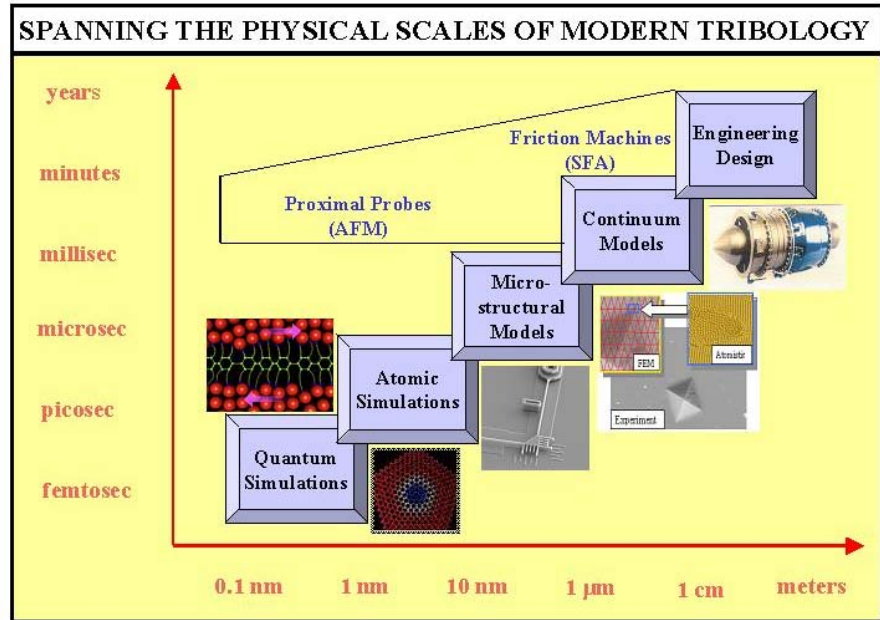 SPANNING THE PHYSICAL SCALES OF MODERN TRIBOLOGY
years
minutes
millisec
microsec
picosec
femtosec
Friction Machines
(SFA)
Proximal Probes
(AFM)
Engineering
Design
Continuum
Models
Micro-
structural
Models
Atomic
Simulations
Quantum
Simulations
FEM
Atomistic
Experiment
0.1 nm
1 nm
10 nm
1 µm
1 cm
meters